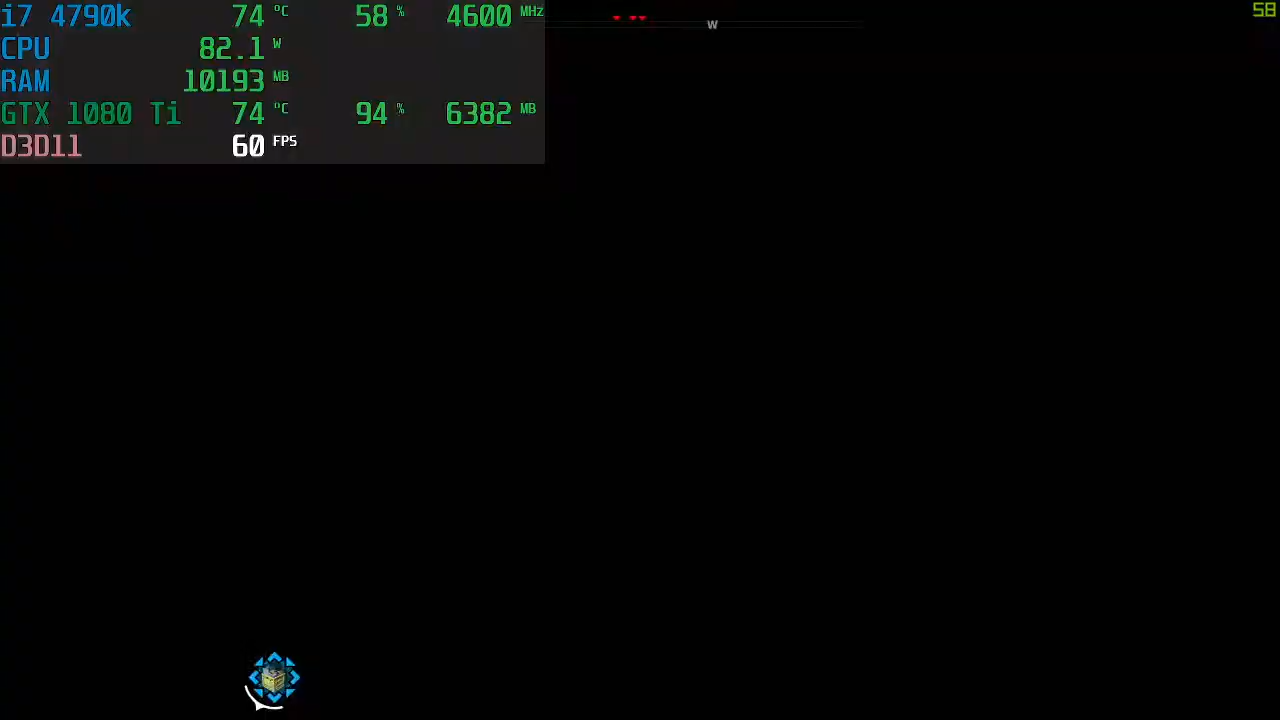 i7 4790k 74 °C 58 % 4600 MHz
CPU 82.1 W
RAM 10193 MB
GTX 1080 Ti 74 °C 94 % 6382 MB
D3D11 60 FPS
W
58